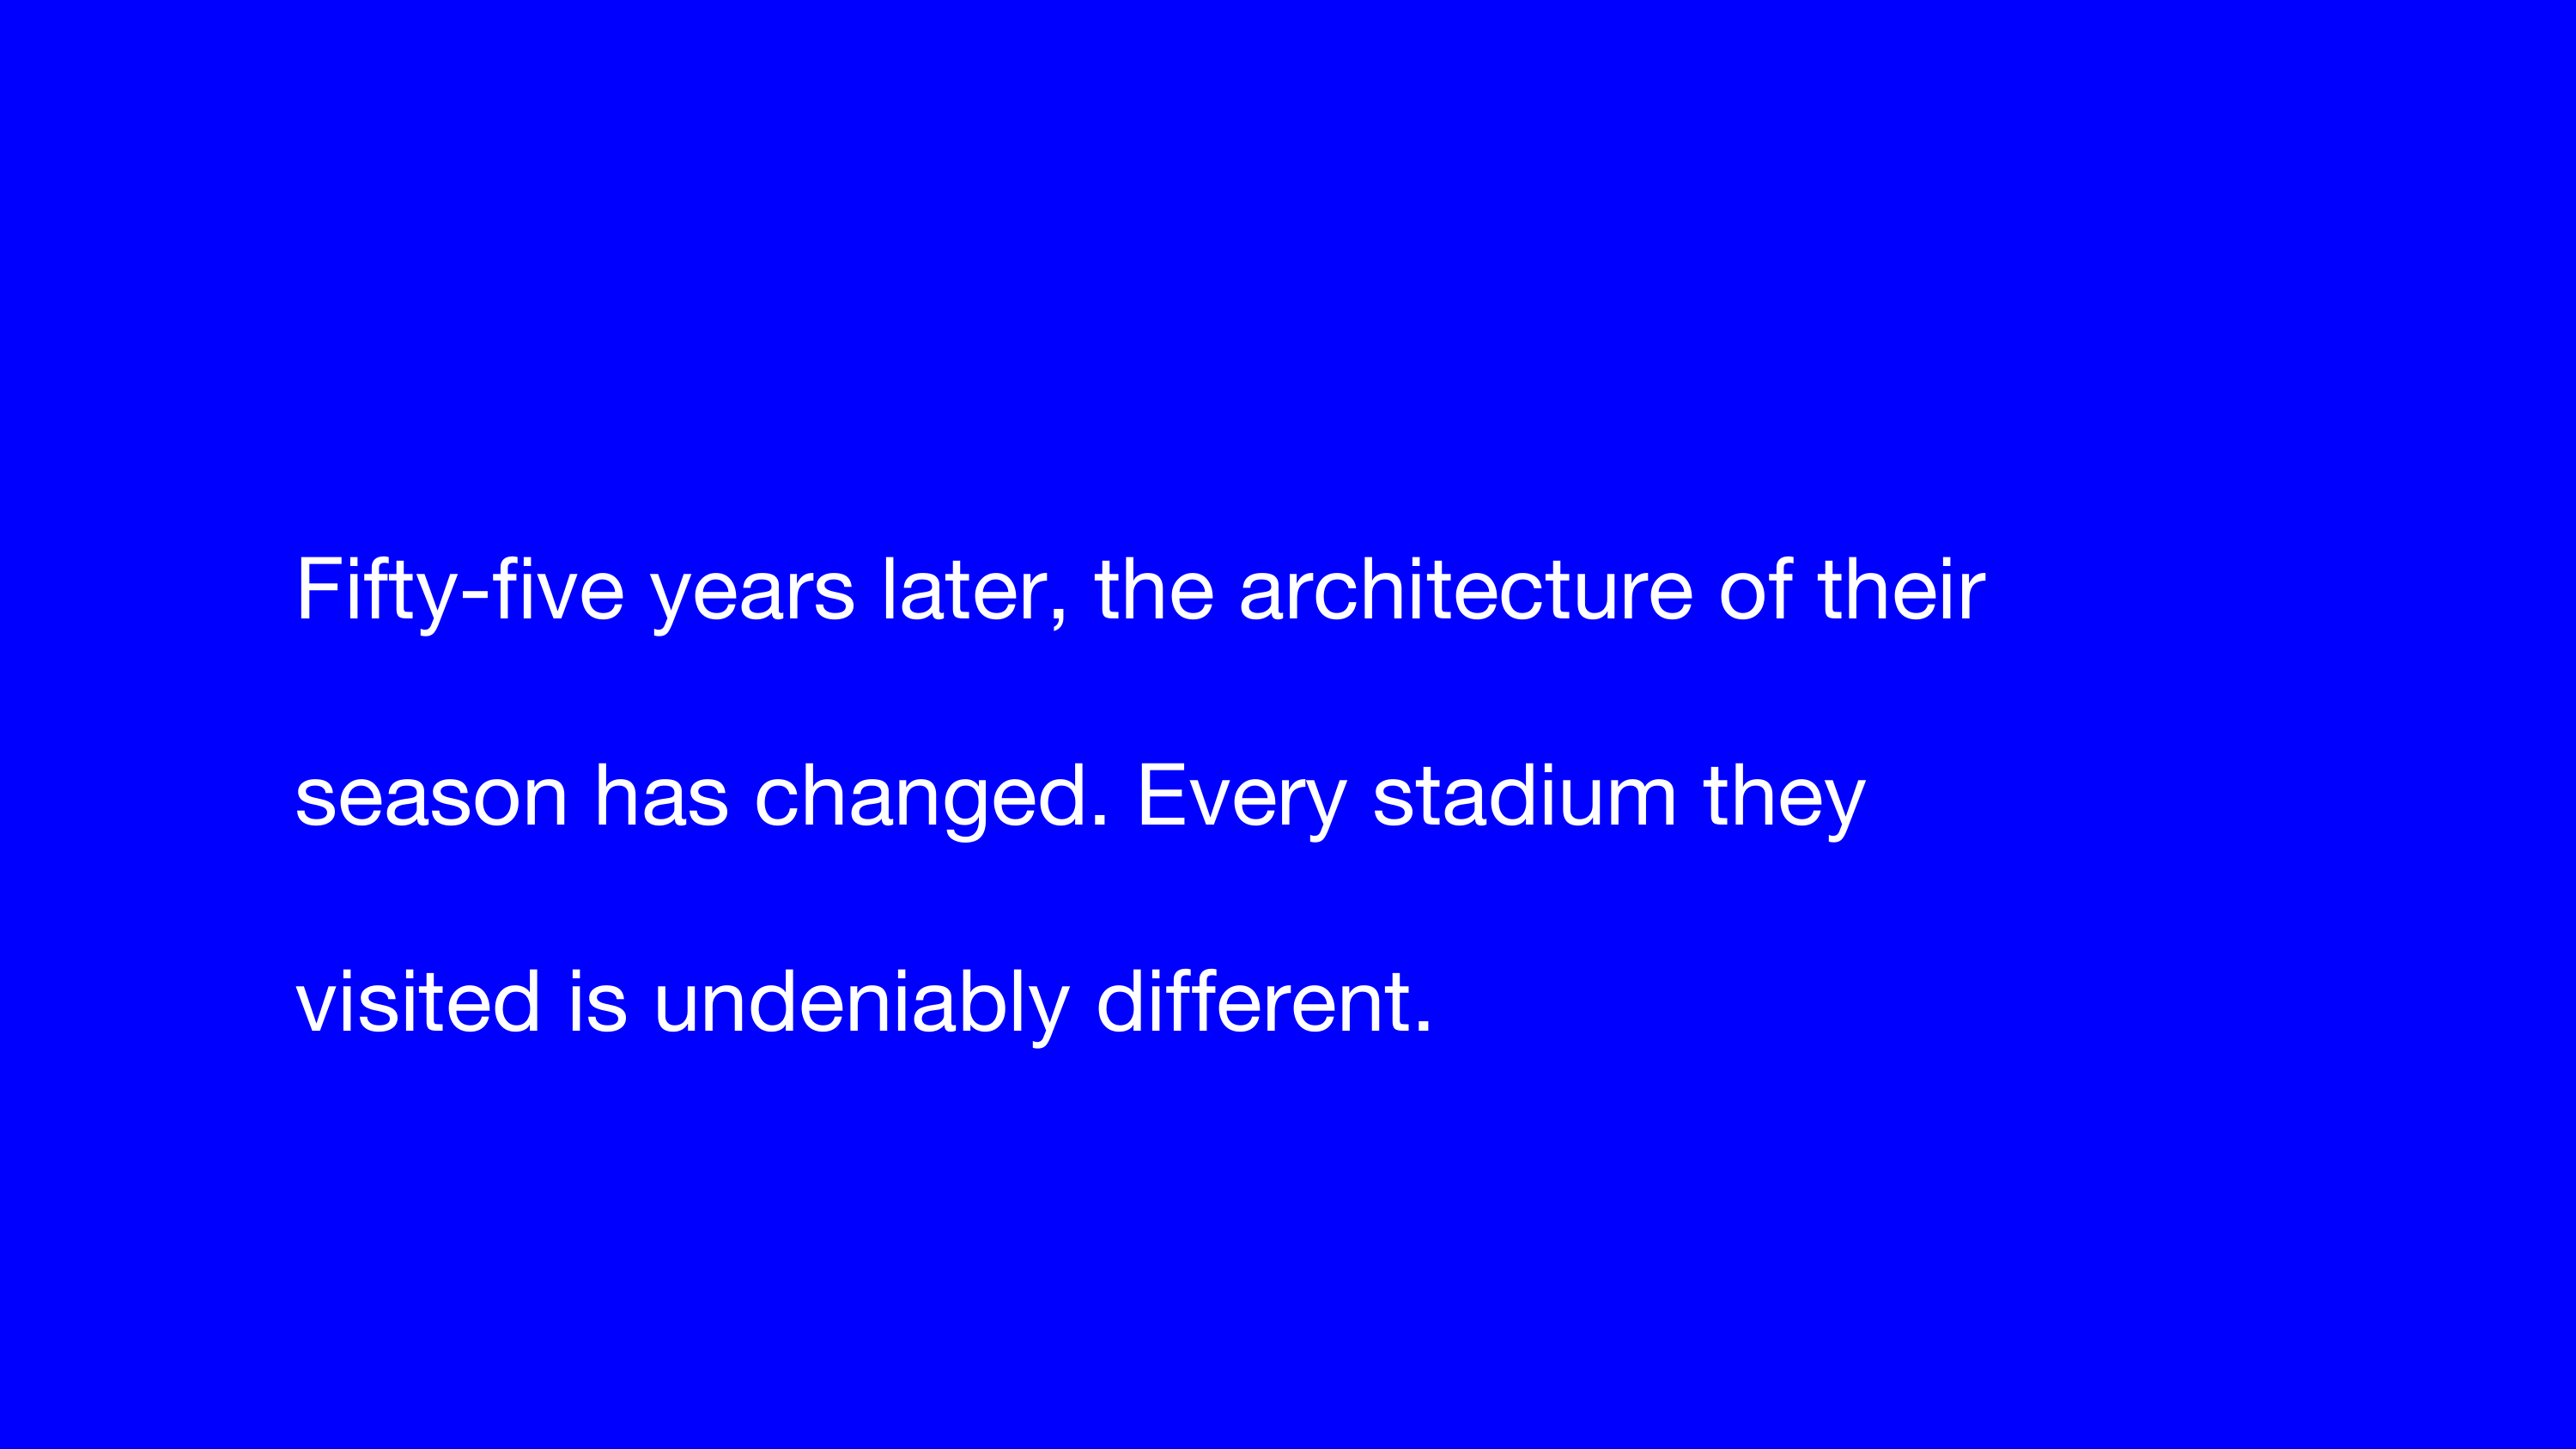 Fifty-five years later, the architecture of their
season has changed. Every stadium they
visited is undeniably different.